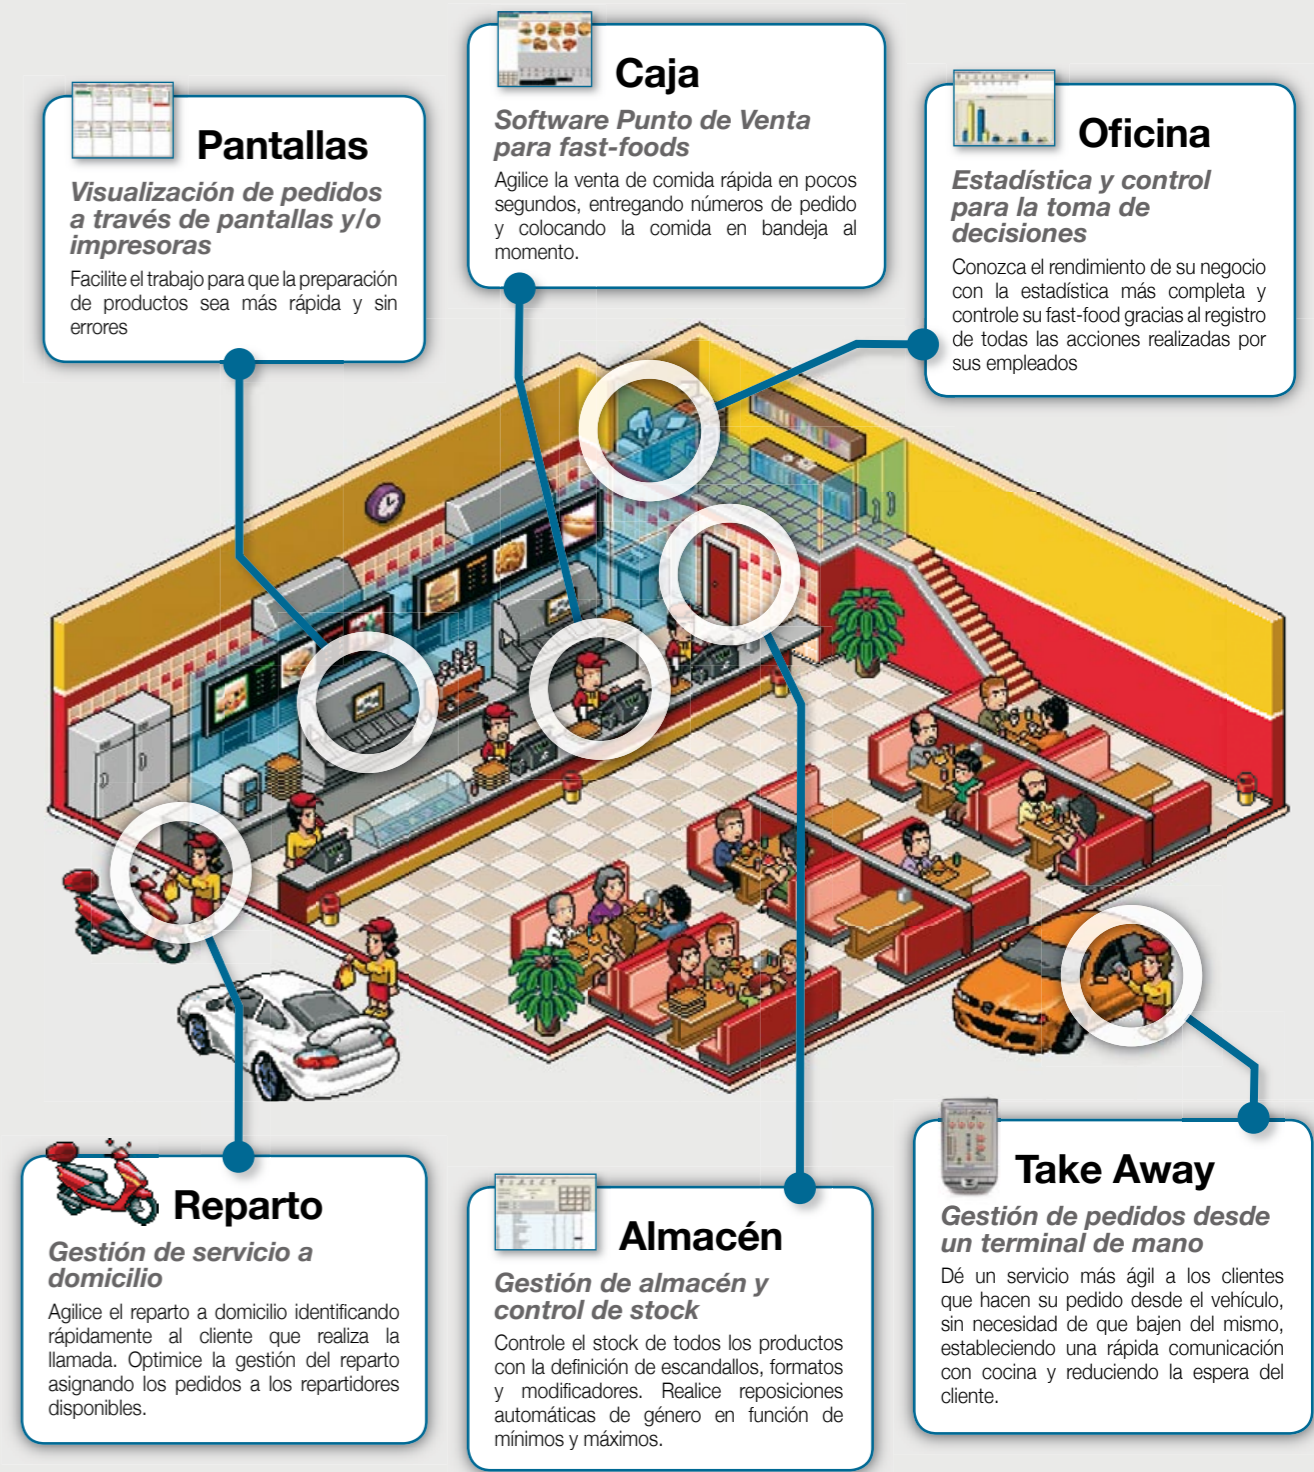 Caja
Software Punto de Venta
para fast-foods
Agilice la venta de comida rápida en pocos
segundos, entregando números de pedido
y colocando la comida en bandeja al
momento.
Pantallas
Visualización de pedidos
a través de pantallas y/o
impresoras
Facilite el trabajo para que la preparación
de productos sea más rápida y sin
errores
Oficina
Estadística y control
para la toma de
decisiones
Conozca el rendimiento de su negocio
con la estadística más completa y
controle su fast-food gracias al registro
de todas las acciones realizadas por
sus empleados
Reparto
Gestión de servicio a
domicilio
Agilice el reparto a domicilio identificando
rápidamente al cliente que realiza la
llamada. Optimice la gestión del reparto
asignando los pedidos a los repartidores
disponibles.
Almacén
Gestión de almacén y
control de stock
Controle el stock de todos los productos
con la definición de escandallos, formatos
y modificadores. Realice reposiciones
automáticas de género en función de
mínimos y máximos.
Take Away
Gestión de pedidos desde
un terminal de mano
Dé un servicio más ágil a los clientes
que hacen su pedido desde el vehículo,
sin necesidad de que bajen del mismo,
estableciendo una rápida comunicación
con cocina y reduciendo la espera del
cliente.